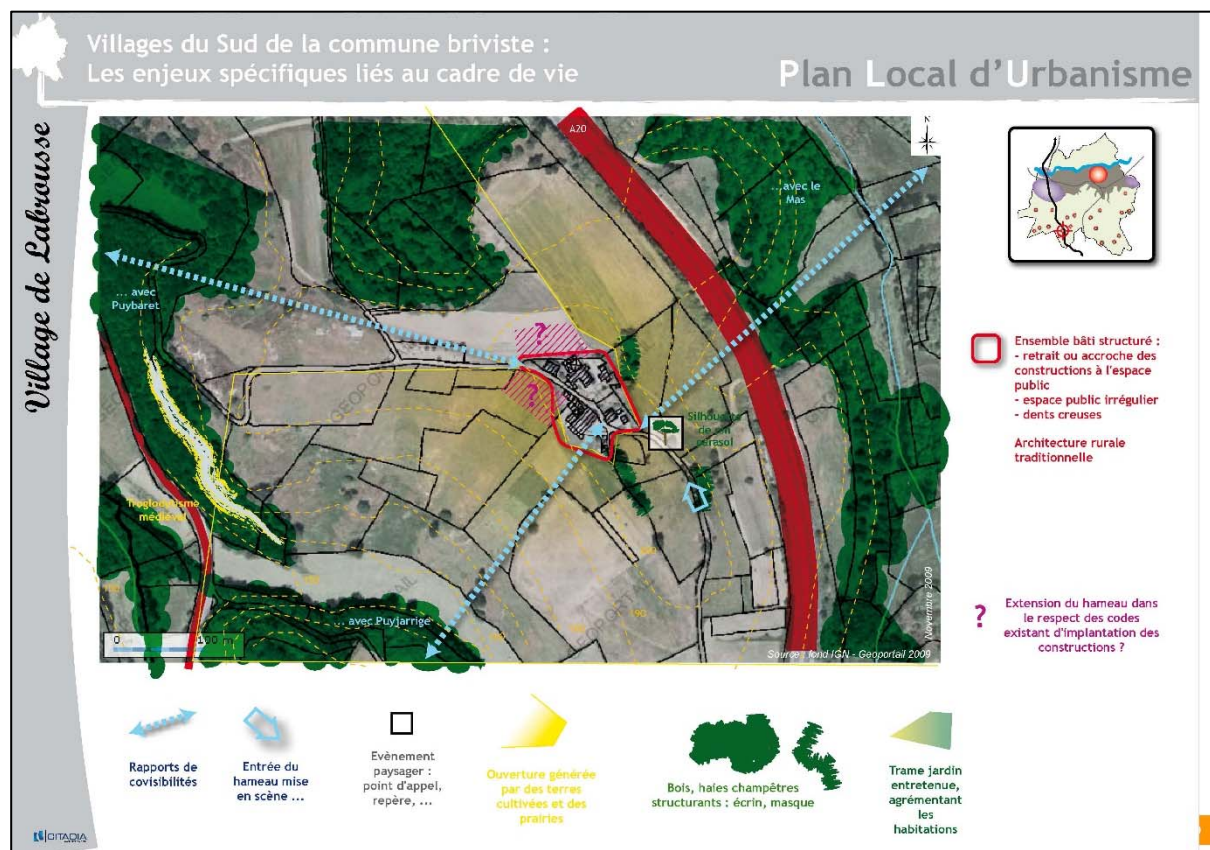 Villages du Sud de la commune briviste :
Les enjeux spécifiques liés au cadre de vie
Plan Local d'Urbanisme
Village de Labrousse
A20
N
... avec le
Mas
... avec
Puybaret
?
?
Silhouette
de
parasol
Troglodytisme
médiéval
... avec Puyjarrige
0 100 m
GEOPORTAIL
190
Novembre 2009
Source : fond IGN - Geoportail 2009
Ensemble bâti structuré :
- retrait ou accroche des
constructions à l'espace
public
- espace public irrégulier
- dents creuses
Architecture rurale
traditionnelle
?
Extension du hameau dans
le respect des codes
existant d'implantation des
constructions ?
Rapports de
covisibilités
Entrée du
hameau mise
en scène ...
Evènement
paysager :
point d'appel,
repère, ...
Ouverture générée
par des terres
cultivées et des
prairies
Bois, haies champêtres
structurants : écrin, masque
Trame jardin
entretenue,
agrémentant
les
habitations
CITADIA